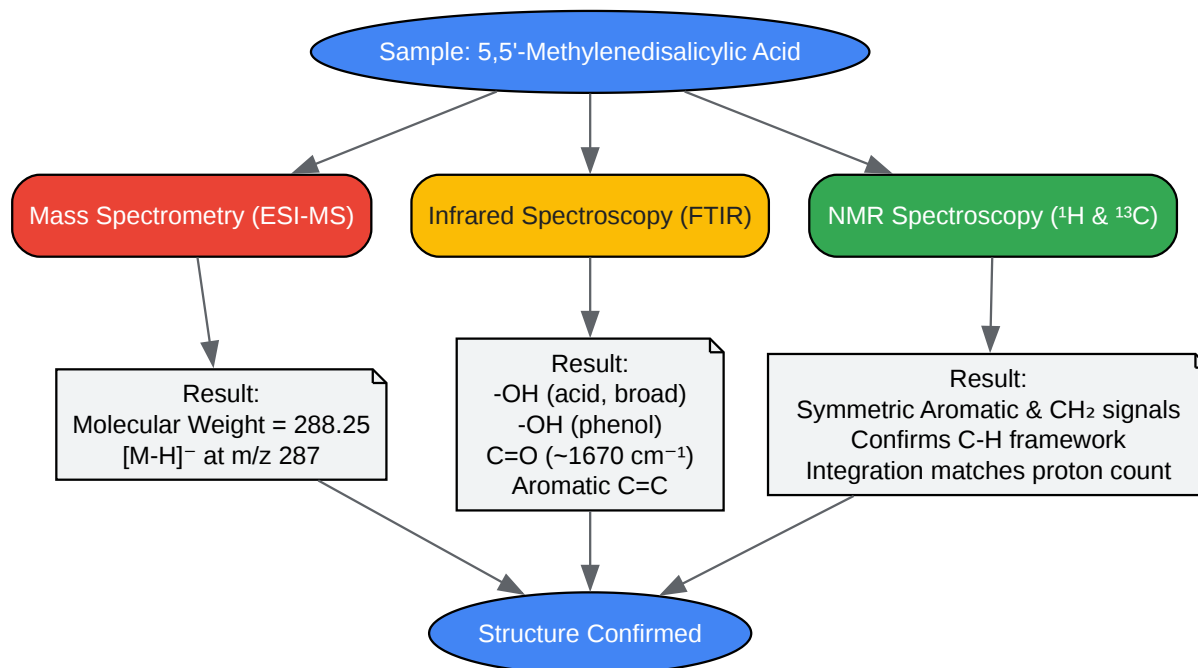 Sample: 5,5'-Methylenedisalicylic Acid
Mass Spectrometry (ESI-MS)
Infrared Spectroscopy (FTIR)
NMR Spectroscopy (¹H & ¹³C)
Result:
Molecular Weight = 288.25
[M-H]⁻ at m/z 287
Result:
-OH (acid, broad)
-OH (phenol)
C=O (~1670 cm⁻¹)
Aromatic C=C
Result:
Symmetric Aromatic & CH₂ signals
Confirms C-H framework
Integration matches proton count
Structure Confirmed